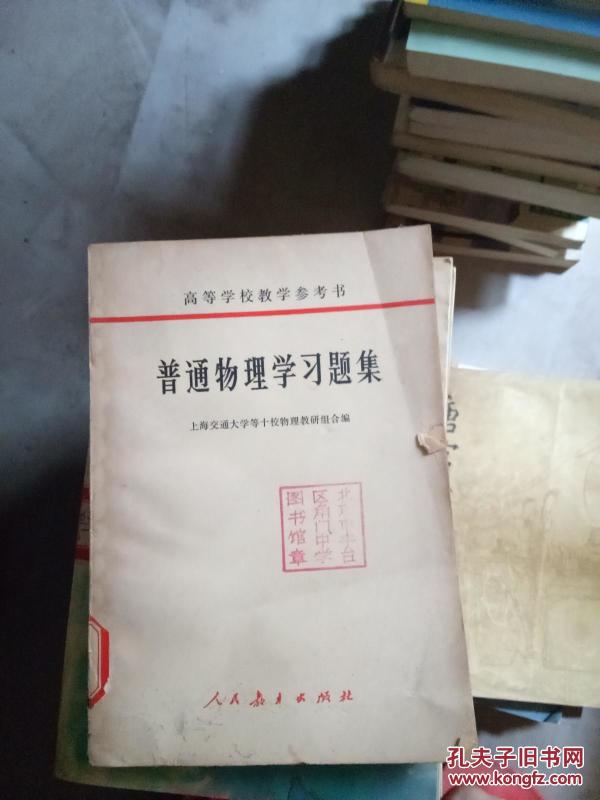 高等学校教学参考书
普通物理学习题集
上海交通大学等十校物理教研组合编
北京市丰台
区角门中学
图书馆章
人民教育出版社
孔夫子旧书网
www.kongfz.com